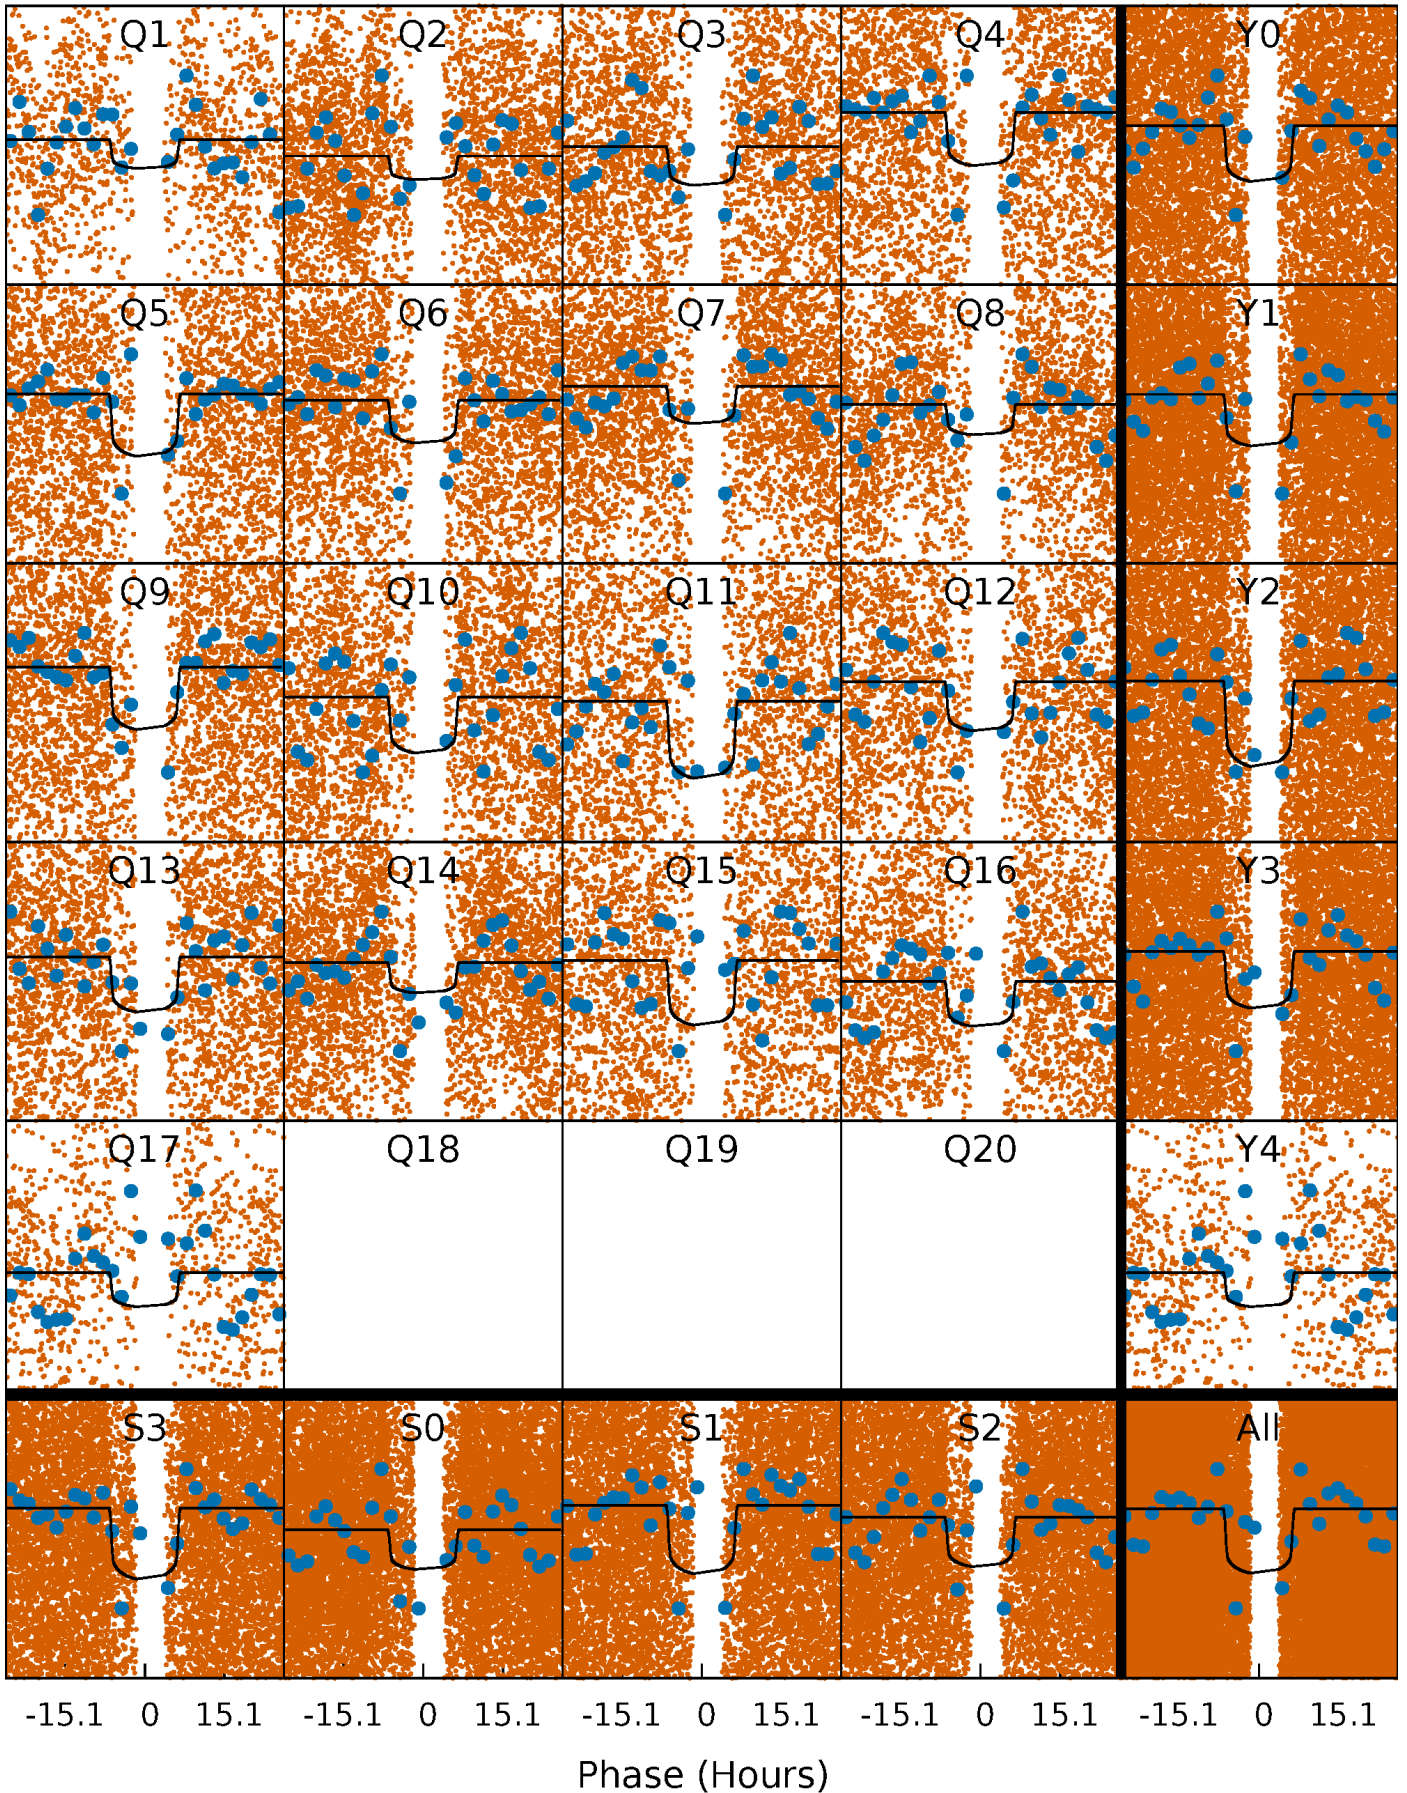 Q1 Q2 Q3 Q4 Y0
Q5 Q6 Q7 Q8 Y1
Q9 Q10 Q11 Q12 Y2
Q13 Q14 Q15 Q16 Y3
Q17 Q18 Q19 Q20 Y4
S3 S0 S1 S2 All
-15.1 0 15.1 -15.1 0 15.1 -15.1 0 15.1 -15.1 0 15.1 -15.1 0 15.1
Phase (Hours)